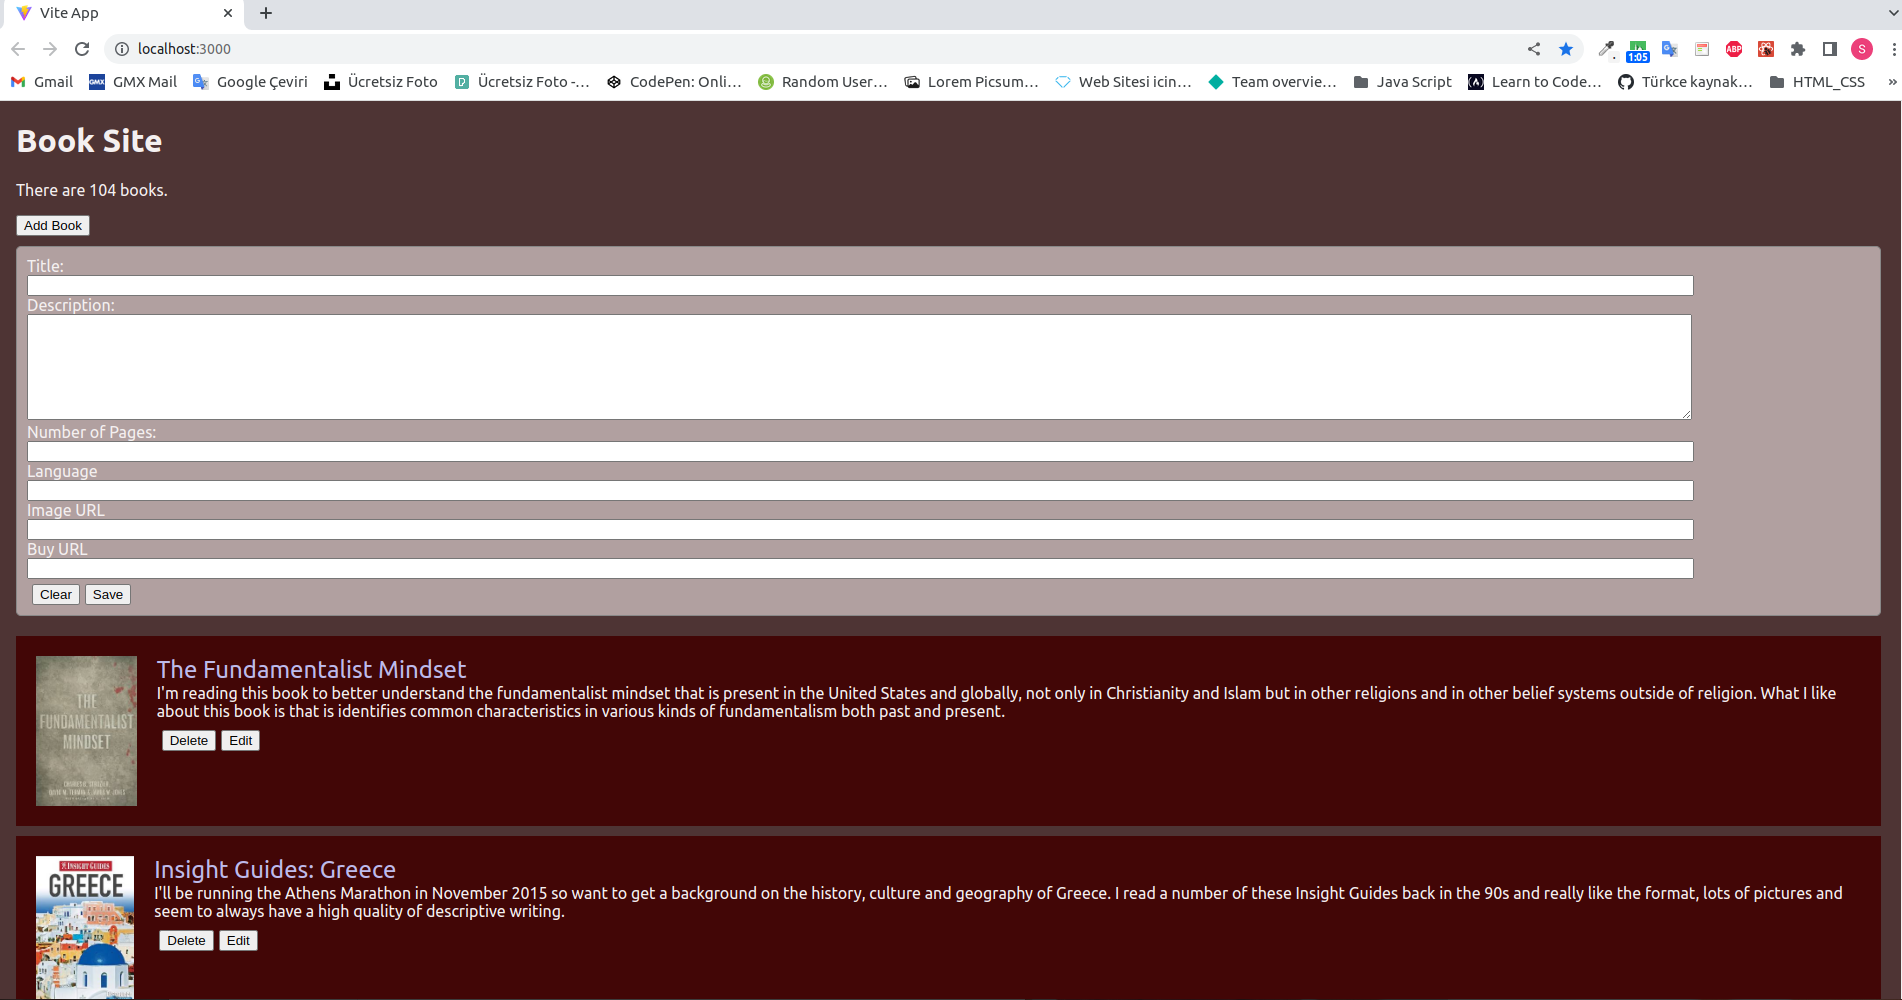 Vite App
localhost:3000
1:05
ABP
S
Gmail
GMX
GMX Mail
Google Çeviri
Ücretsiz Foto
Ücretsiz Foto -...
CodePen: Onli...
Random User...
Lorem Picsum...
Web Sitesi icin...
Team overvie...
Java Script
Learn to Code...
Türkce kaynak...
HTML_CSS
»
Book Site
There are 104 books.
Add Book
Title:
Description:
Number of Pages:
Language
Image URL
Buy URL
Clear
Save
THE
FUNDAMENTALIST
MINDSET
The Fundamentalist Mindset
I'm reading this book to better understand the fundamentalist mindset that is present in the United States and globally, not only in Christianity and Islam but in other religions and in other belief systems outside of religion. What I like
about this book is that is identifies common characteristics in various kinds of fundamentalism both past and present.
Delete
Edit
INSIGHT GUIDES
GREECE
Insight Guides: Greece
I'll be running the Athens Marathon in November 2015 so want to get a background on the history, culture and geography of Greece. I read a number of these Insight Guides back in the 90s and really like the format, lots of pictures and
seem to always have a high quality of descriptive writing.
Delete
Edit